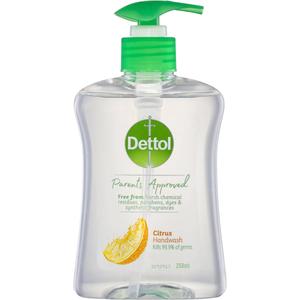 Dettol
Parents Approved
Free from harsh chemical
residues, parabens, dyes &
synthetic fragrances
Citrus
Handwash
Kills 99.9% of germs
250ml